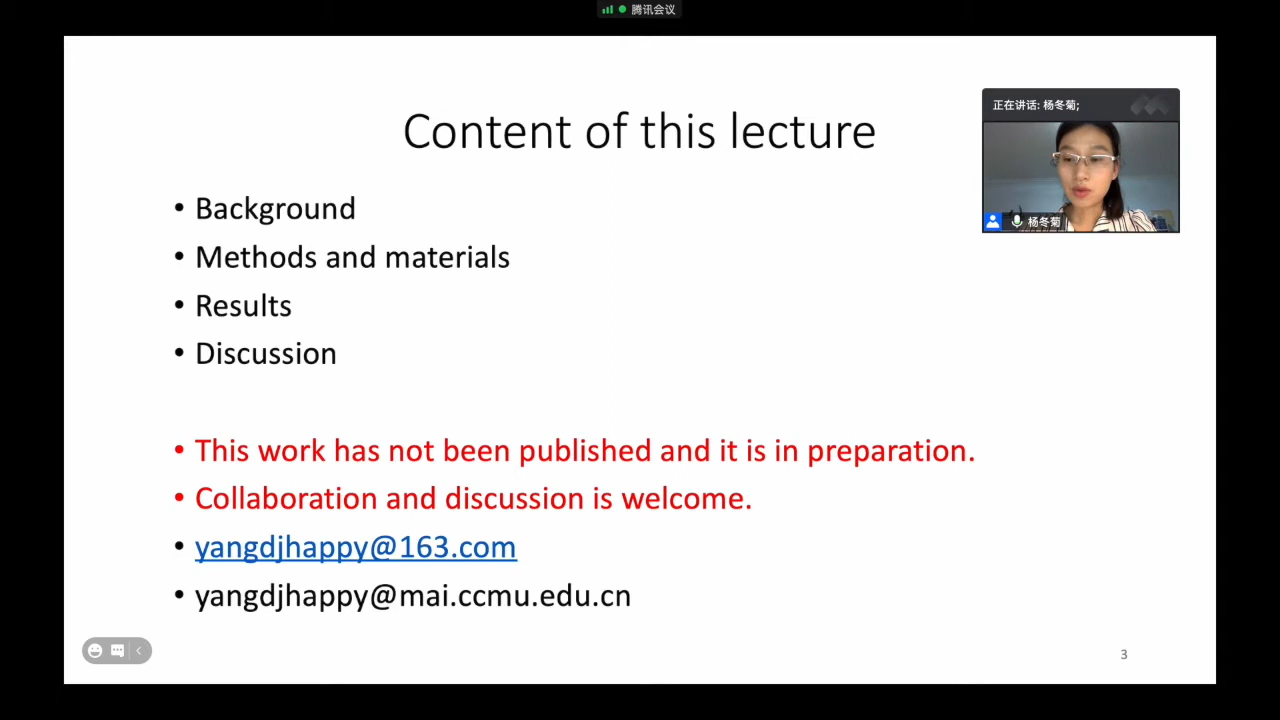 腾讯会议
Content of this lecture
正在讲话: 杨冬菊;
杨冬菊
• Background
• Methods and materials
• Results
• Discussion
• This work has not been published and it is in preparation.
• Collaboration and discussion is welcome.
• yangdjhappy@163.com
• yangdjhappy@mai.ccmu.edu.cn
3